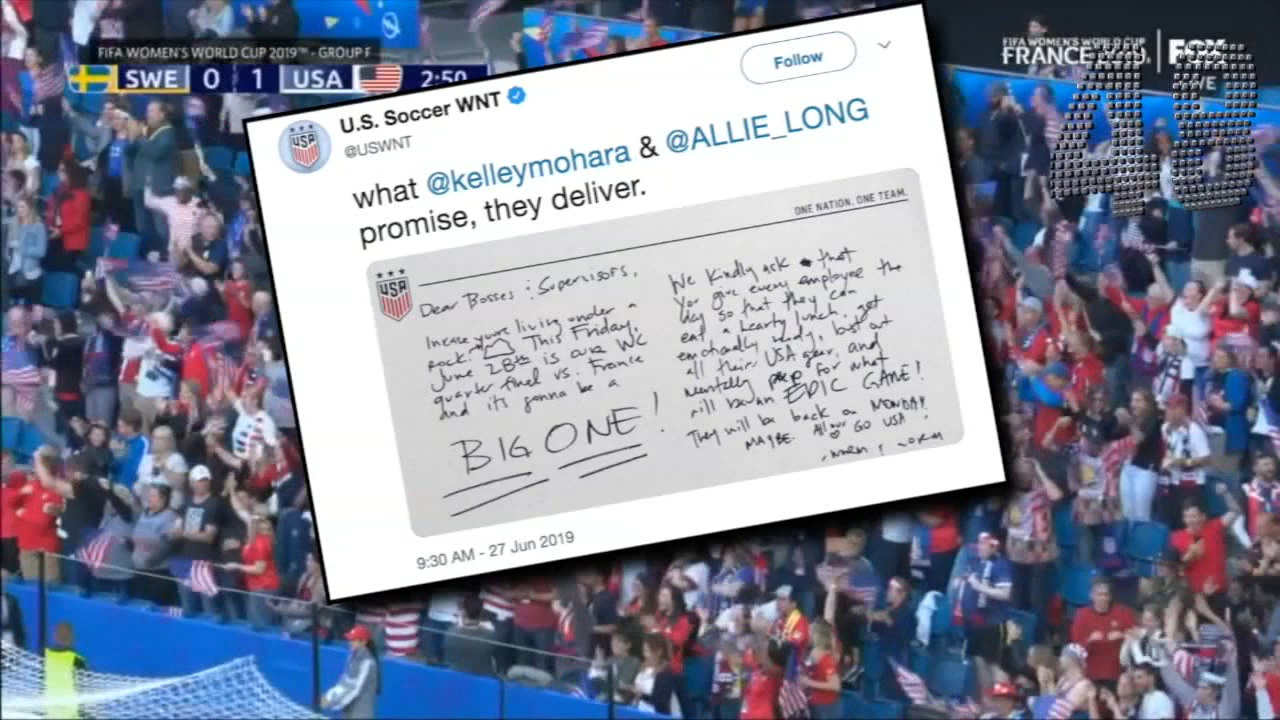 FIFA WOMEN'S WORLD CUP 2019™ - GROUP F
SWE 0 1 USA 2:50
FIFA WOMEN'S WORLD CUP
FRANCE 2019 FOX
LIVE
48
U.S. Soccer WNT
@USWNT
Follow
what @kelleymohara & @ALLIE_LONG
promise, they deliver.
USA
ONE NATION. ONE TEAM.
Dear Bosses & Supervisors,
Incase you're living under a
rock. This Friday,
June 28th is our WC
quarter final vs. France
and its gonna be a
BIG ONE!
We kindly ask that
you give every employee the
day so that they can
eat a hearty lunch, get
emotionally ready, bust out
all their USA gear, and
mentally prep for what
will be an EPIC GAME!
They will be back on MONDAY.
MAYBE. GO USA!
9:30 AM - 27 Jun 2019